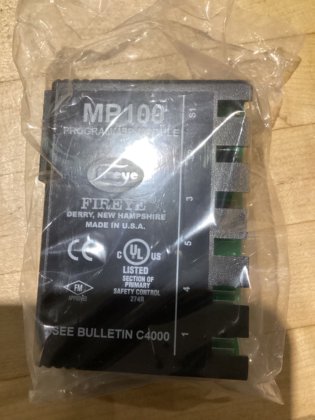 MP100
PROGRAMMER MODULE
Fireye
FIREYE
DERRY, NEW HAMPSHIRE
MADE IN U.S.A.
CE
C UL US
LISTED
SECTION OF
PRIMARY
SAFETY CONTROL
274R
FM
APPROVED
SEE BULLETIN C4000
S1
3
5
4
1